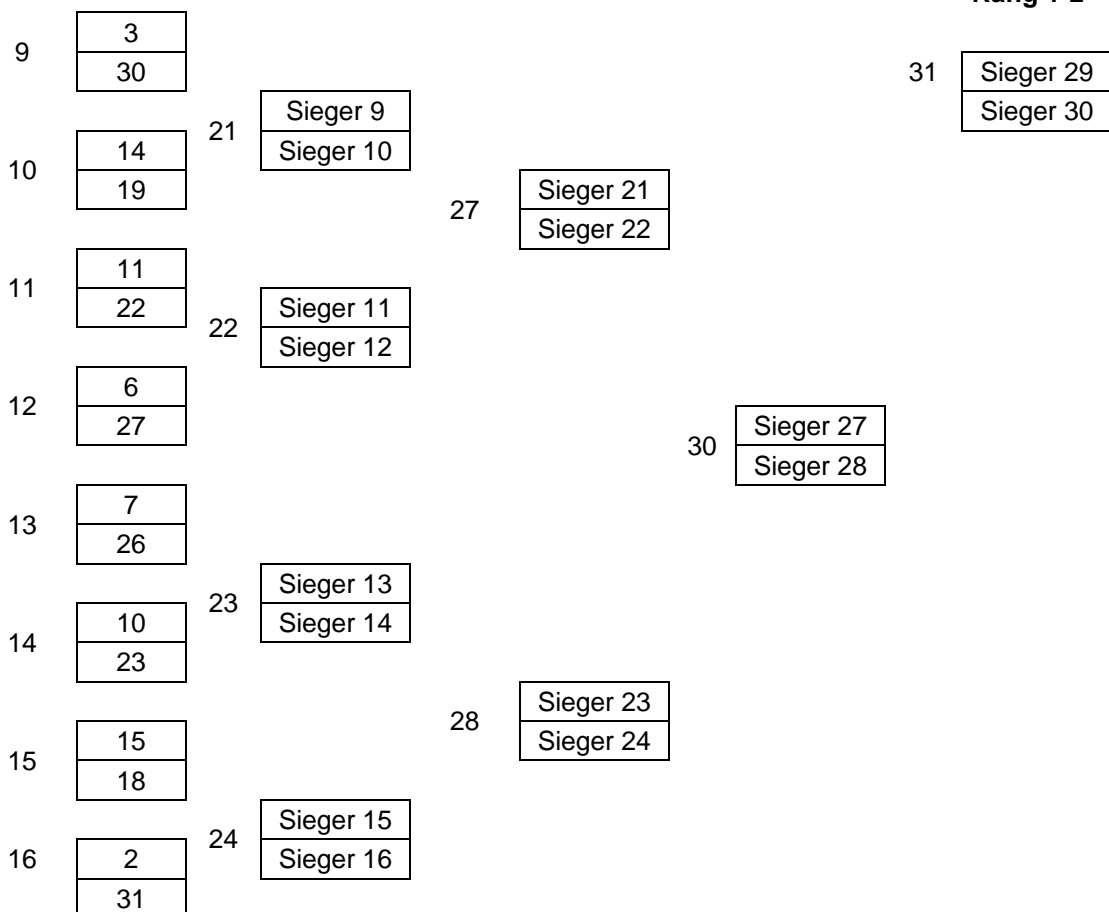 Rang 1-2
3
9
30
31
Sieger 29
Sieger 30
Sieger 9
21
Sieger 10
14
10
19
Sieger 21
27
Sieger 22
11
11
22
Sieger 11
22
Sieger 12
6
12
27
Sieger 27
30
Sieger 28
7
13
26
Sieger 13
23
Sieger 14
10
14
23
Sieger 23
28
Sieger 24
15
15
18
Sieger 15
24
Sieger 16
16
2
31